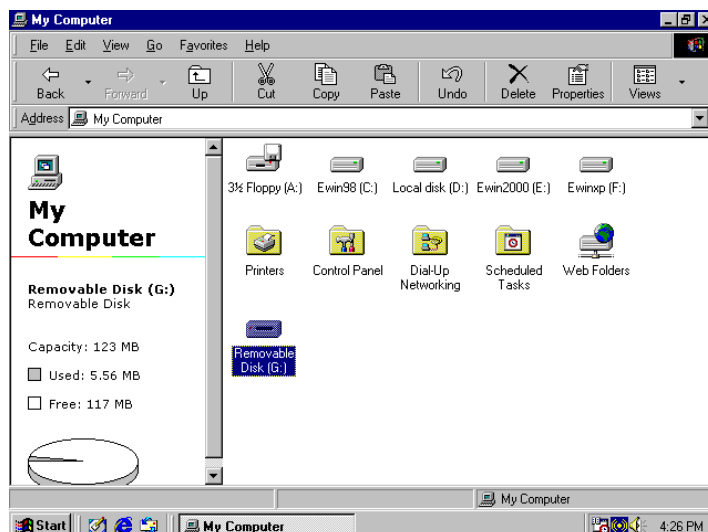 My Computer
File Edit View Go Favorites Help
Back Forward Up Cut Copy Paste Undo Delete Properties Views
Address My Computer
My
Computer
Removable Disk (G:)
Removable Disk
Capacity: 123 MB
Used: 5.56 MB
Free: 117 MB
3½ Floppy (A:) Ewin98 (C:) Local disk (D:) Ewin2000 (E:) Ewinxp (F:)
Printers Control Panel Dial-Up Networking Scheduled Tasks Web Folders
Removable
Disk (G:)
My Computer
Start My Computer 4:26 PM